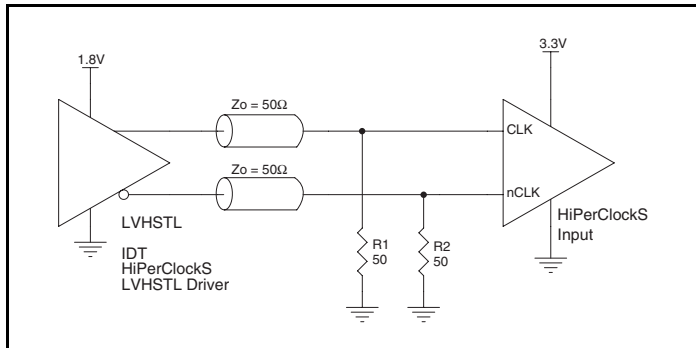 1.8V
3.3V
Zo = 50Ω
CLK
Zo = 50Ω
nCLK
LVHSTL
IDT
HiPerClockS
LVHSTL Driver
R1
50
R2
50
HiPerClockS
Input